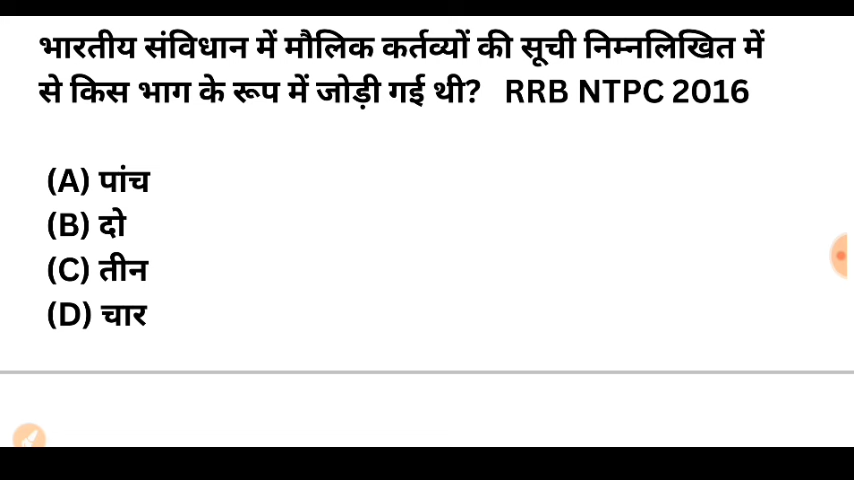 भारतीय संविधान में मौलिक कर्तव्यों की सूची निम्नलिखित में
से किस भाग के रूप में जोड़ी गई थी? RRB NTPC 2016
(A) पांच
(B) दो
(C) तीन
(D) चार